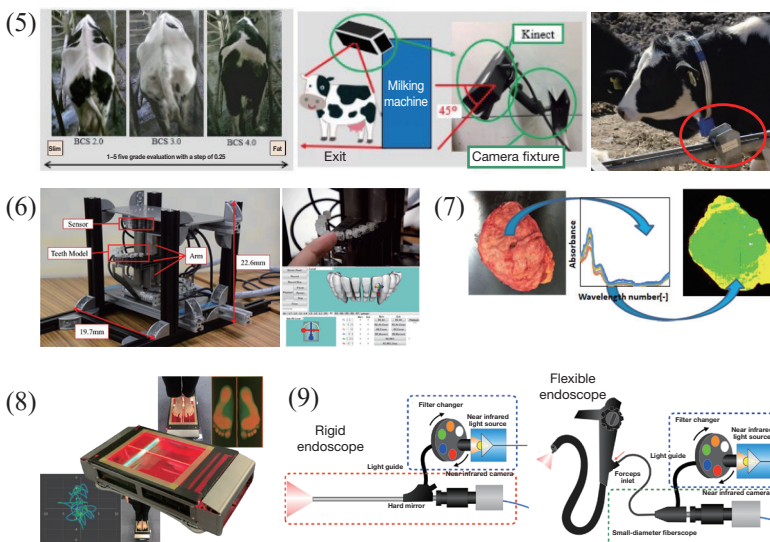 (5)
BCS 2.0
BCS 3.0
BCS 4.0
Slim
Fat
1–5 five grade evaluation with a step of 0.25
Milking
machine
Kinect
45°
Exit
Camera fixture
(6)
Sensor
Teeth Model
Arm
22.6mm
19.7mm
(7)
Absorbance
Wavelength number[-]
(8)
(9)
Rigid
endoscope
Filter changer
Near infrared
light source
Light guide
Near infrared camera
Hard mirror
Flexible
endoscope
Filter changer
Near infrared
light source
Light guide
Forceps
inlet
Near infrared camera
Small-diameter fiberscope